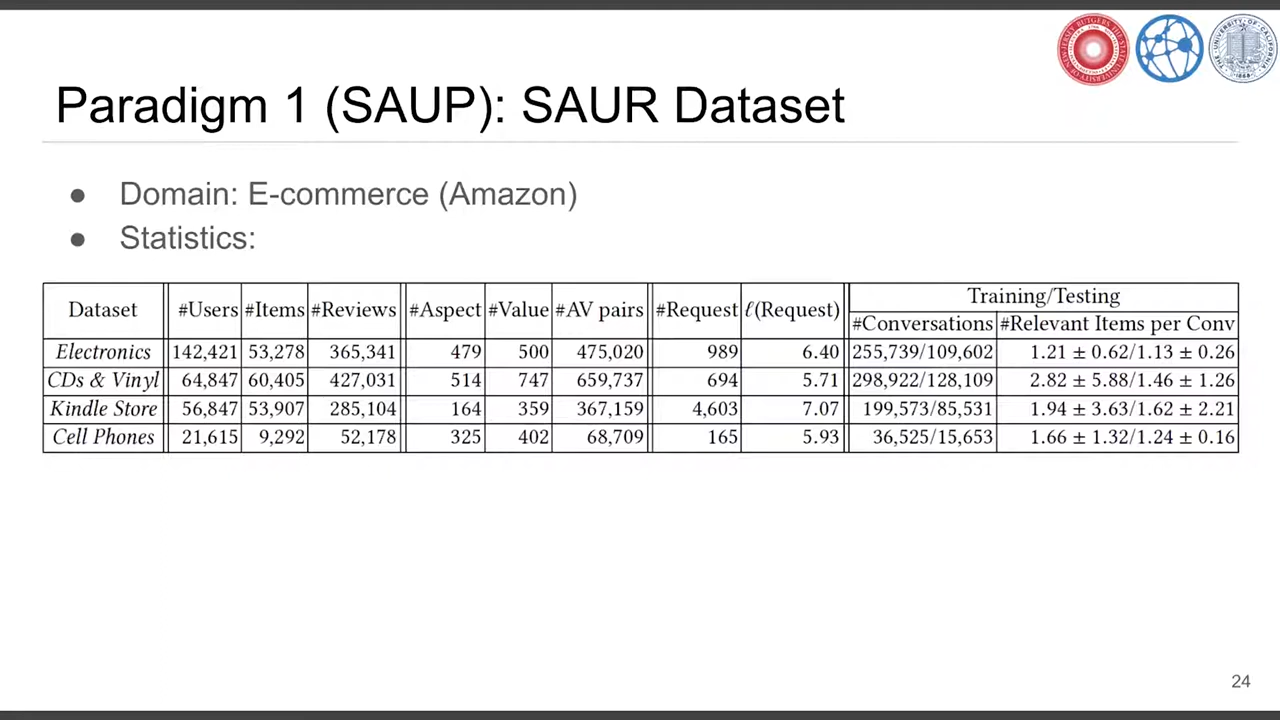 Paradigm 1 (SAUP): SAUR Dataset
● Domain: E-commerce (Amazon)
● Statistics:
Dataset #Users #Items #Reviews #Aspect #Value #AV pairs #Request ℓ(Request) Training/Testing
#Conversations #Relevant Items per Conv
Electronics 142,421 53,278 365,341 479 500 475,020 989 6.40 255,739/109,602 1.21 ± 0.62/1.13 ± 0.26
CDs & Vinyl 64,847 60,405 427,031 514 747 659,737 694 5.71 298,922/128,109 2.82 ± 5.88/1.46 ± 1.26
Kindle Store 56,847 53,907 285,104 164 359 367,159 4,603 7.07 199,573/85,531 1.94 ± 3.63/1.62 ± 2.21
Cell Phones 21,615 9,292 52,178 325 402 68,709 165 5.93 36,525/15,653 1.66 ± 1.32/1.24 ± 0.16
24